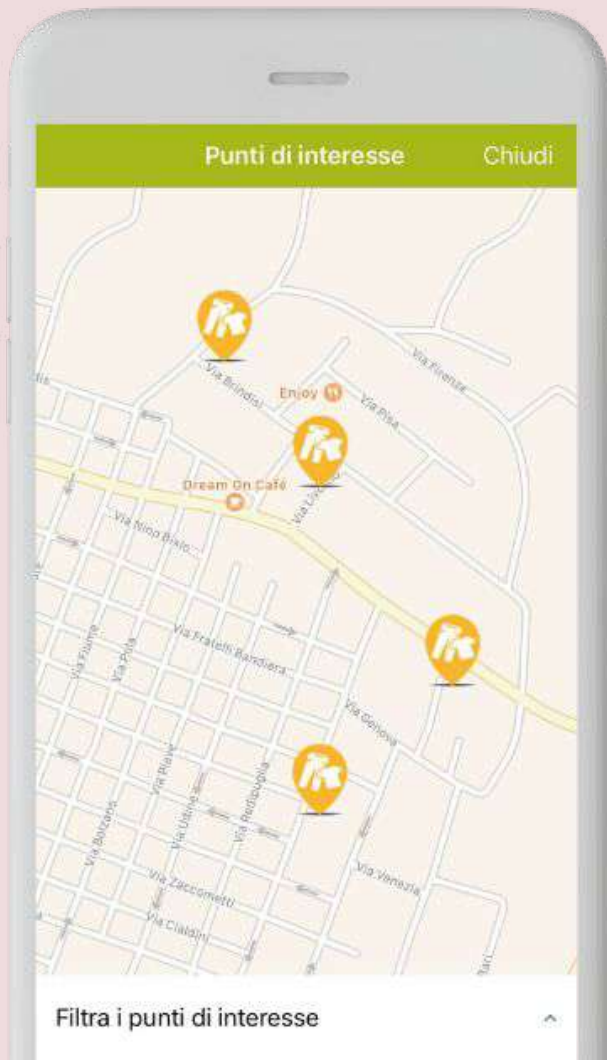 Punti di interesse
Chiudi
Via Brindisi
Enjoy
Via Firenze
Via Pisa
Dream On Café
Via Nino Bixio
Via Fratelli Bandiera
Via Fiume
Via Pola
Via Genova
Via Piave
Via Udine
Via Redipuglia
Via Bolzano
Via Venezia
Via Zaccometti
Via Cialdini
Filtra i punti di interesse